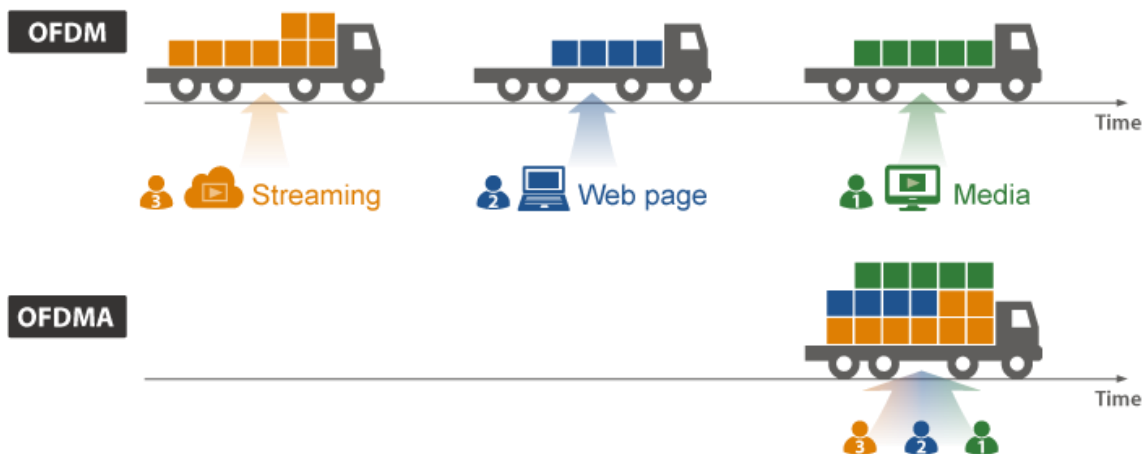 OFDM
Time
3 Streaming
2 Web page
1 Media
OFDMA
Time
3 2 1